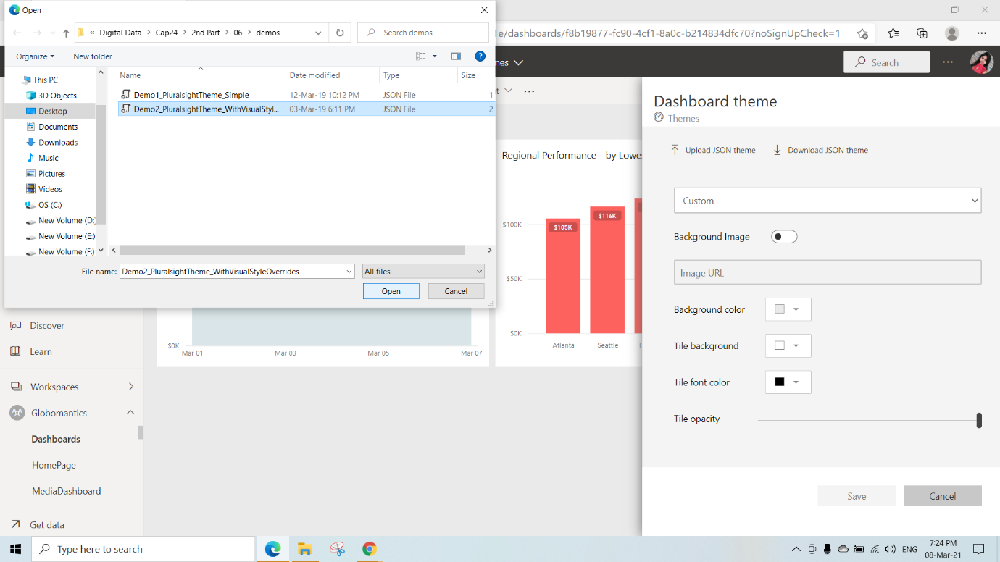 Open
« Digital Data > Cap24 > 2nd Part > 06 > demos
Search demos
1e/dashboards/f8b19877-fc90-4cf1-8a0c-b214834dfc70?noSignUpCheck=1
Organize
New folder
mes
Search
This PC
3D Objects
Desktop
Documents
Downloads
Music
Pictures
Videos
OS (C:)
New Volume (D:)
New Volume (E:)
New Volume (F:)
Name
Date modified
Type
Size
Demo1_PluralsightTheme_Simple
12-Mar-19 10:12 PM
JSON File
1
Demo2_PluralsightTheme_WithVisualStyl...
03-Mar-19 6:11 PM
JSON File
2
File name:
Demo2_PluralsightTheme_WithVisualStyleOverrides
All files
Open
Cancel
Regional Performance - by Lowe
$100K
$50K
$0K
$105K
$116K
Atlanta
Seattle
$0K
Mar 01
Mar 03
Mar 05
Mar 07
Discover
Learn
Workspaces
Globomantics
Dashboards
HomePage
MediaDashboard
Get data
Dashboard theme
Themes
Upload JSON theme
Download JSON theme
Custom
Background Image
Image URL
Background color
Tile background
Tile font color
Tile opacity
Save
Cancel
Type here to search
ENG
7:24 PM
08-Mar-21